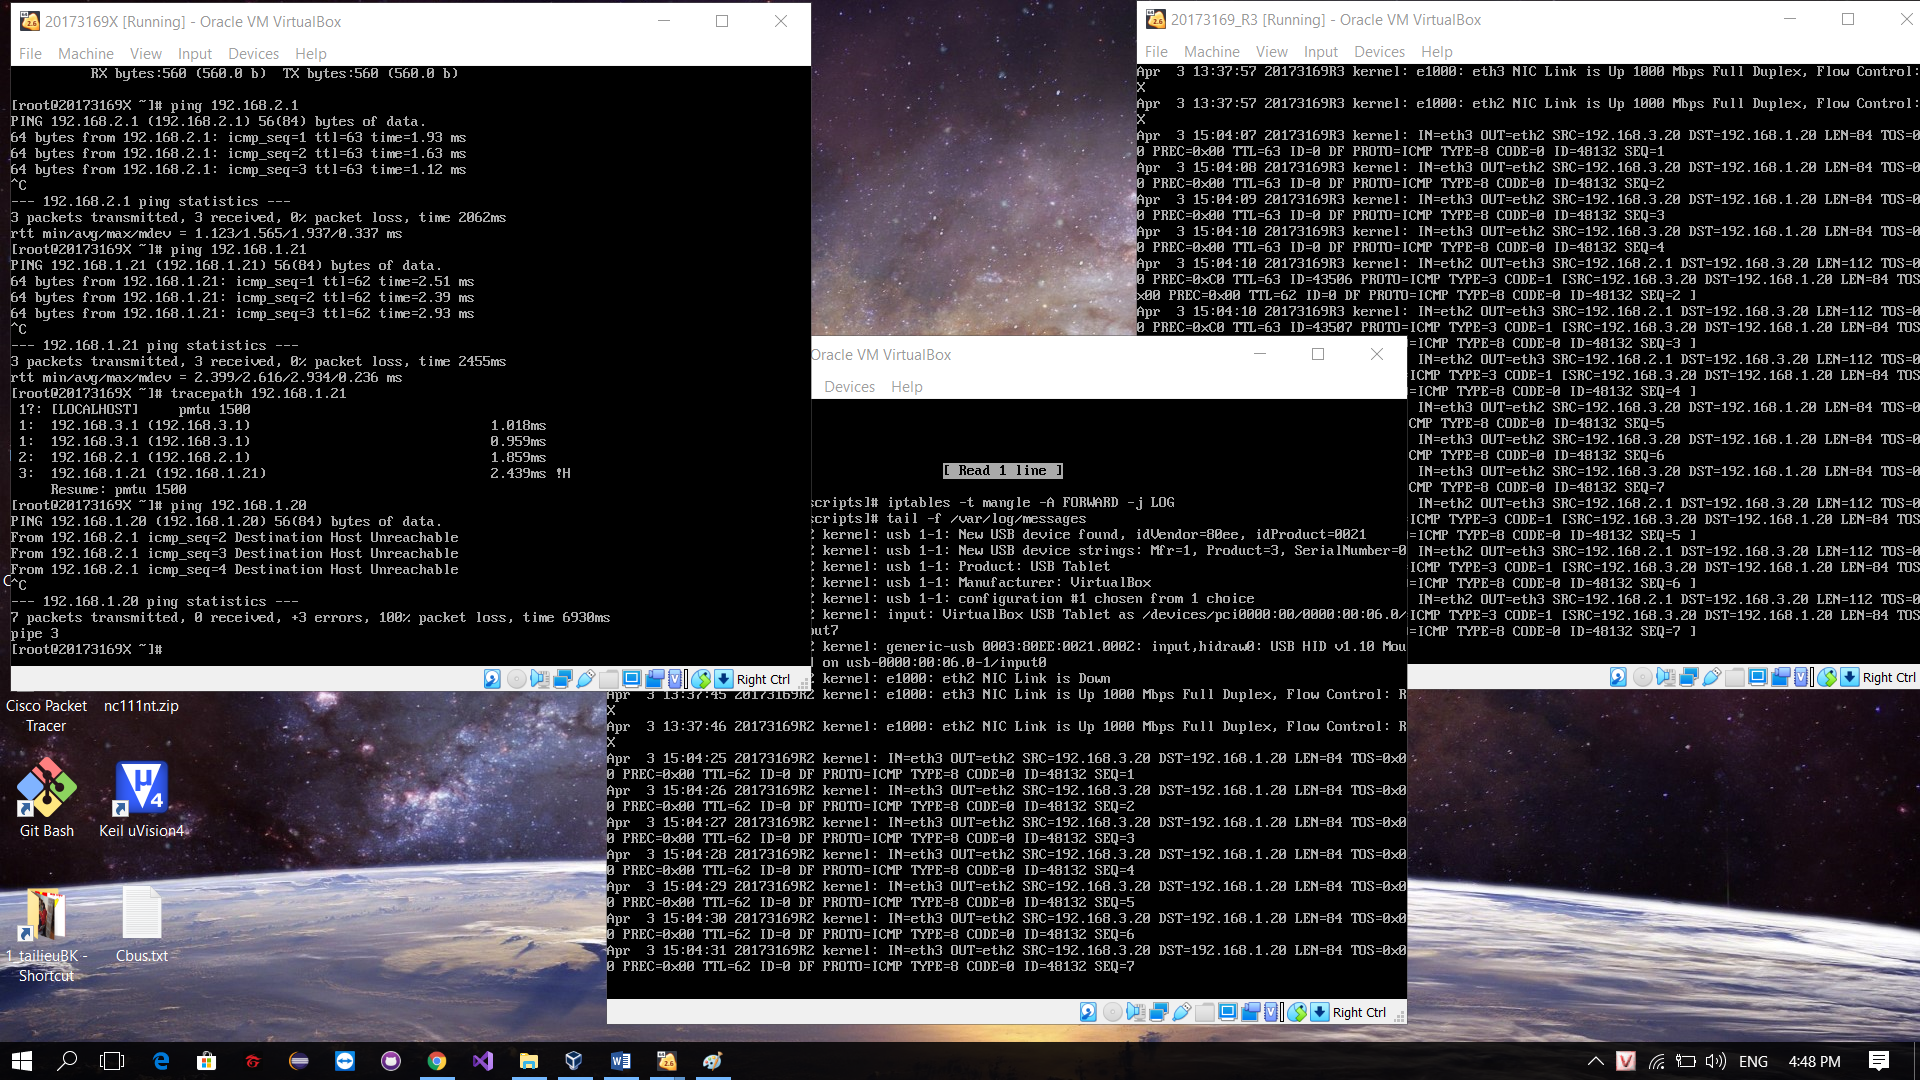 20173169X [Running] - Oracle VM VirtualBox
File Machine View Input Devices Help
RX bytes:560 (560.0 b)  TX bytes:560 (560.0 b)
[root@20173169X ~]# ping 192.168.2.1
PING 192.168.2.1 (192.168.2.1) 56(84) bytes of data.
64 bytes from 192.168.2.1: icmp_seq=1 ttl=63 time=1.93 ms
64 bytes from 192.168.2.1: icmp_seq=2 ttl=63 time=1.63 ms
64 bytes from 192.168.2.1: icmp_seq=3 ttl=63 time=1.12 ms
^C
--- 192.168.2.1 ping statistics ---
3 packets transmitted, 3 received, 0% packet loss, time 2062ms
rtt min/avg/max/mdev = 1.123/1.565/1.937/0.337 ms
[root@20173169X ~]# ping 192.168.1.21
PING 192.168.1.21 (192.168.1.21) 56(84) bytes of data.
64 bytes from 192.168.1.21: icmp_seq=1 ttl=62 time=2.51 ms
64 bytes from 192.168.1.21: icmp_seq=2 ttl=62 time=2.39 ms
64 bytes from 192.168.1.21: icmp_seq=3 ttl=62 time=2.93 ms
^C
--- 192.168.1.21 ping statistics ---
3 packets transmitted, 3 received, 0% packet loss, time 2455ms
rtt min/avg/max/mdev = 2.399/2.616/2.934/0.236 ms
[root@20173169X ~]# tracepath 192.168.1.21
1?: [LOCALHOST]     pmtu 1500
1:  192.168.3.1 (192.168.3.1)  1.018ms
1:  192.168.3.1 (192.168.3.1)  0.959ms
2:  192.168.2.1 (192.168.2.1)  1.859ms
3:  192.168.1.21 (192.168.1.21)  2.439ms !H
Resume: pmtu 1500
[root@20173169X ~]# ping 192.168.1.20
PING 192.168.1.20 (192.168.1.20) 56(84) bytes of data.
From 192.168.2.1 icmp_seq=2 Destination Host Unreachable
From 192.168.2.1 icmp_seq=3 Destination Host Unreachable
From 192.168.2.1 icmp_seq=4 Destination Host Unreachable
^C
--- 192.168.1.20 ping statistics ---
7 packets transmitted, 0 received, +3 errors, 100% packet loss, time 6930ms
pipe 3
[root@20173169X ~]#
Right Ctrl
20173169_R3 [Running] - Oracle VM VirtualBox
File Machine View Input Devices Help
Apr  3 13:37:57 20173169R3 kernel: e1000: eth3 NIC Link is Up 1000 Mbps Full Duplex, Flow Control:
X
Apr  3 13:37:57 20173169R3 kernel: e1000: eth2 NIC Link is Up 1000 Mbps Full Duplex, Flow Control:
X
Apr  3 15:04:07 20173169R3 kernel: IN=eth3 OUT=eth2 SRC=192.168.3.20 DST=192.168.1.20 LEN=84 TOS=0
0 PREC=0x00 TTL=63 ID=0 DF PROTO=ICMP TYPE=8 CODE=0 ID=48132 SEQ=1
Apr  3 15:04:08 20173169R3 kernel: IN=eth3 OUT=eth2 SRC=192.168.3.20 DST=192.168.1.20 LEN=84 TOS=0
0 PREC=0x00 TTL=63 ID=0 DF PROTO=ICMP TYPE=8 CODE=0 ID=48132 SEQ=2
Apr  3 15:04:09 20173169R3 kernel: IN=eth3 OUT=eth2 SRC=192.168.3.20 DST=192.168.1.20 LEN=84 TOS=0
0 PREC=0x00 TTL=63 ID=0 DF PROTO=ICMP TYPE=8 CODE=0 ID=48132 SEQ=3
Apr  3 15:04:10 20173169R3 kernel: IN=eth3 OUT=eth2 SRC=192.168.3.20 DST=192.168.1.20 LEN=84 TOS=0
0 PREC=0x00 TTL=63 ID=0 DF PROTO=ICMP TYPE=8 CODE=0 ID=48132 SEQ=4
Apr  3 15:04:10 20173169R3 kernel: IN=eth2 OUT=eth3 SRC=192.168.2.1 DST=192.168.3.20 LEN=112 TOS=0
0 PREC=0xC0 TTL=63 ID=43506 PROTO=ICMP TYPE=3 CODE=1 [SRC=192.168.3.20 DST=192.168.1.20 LEN=84 TOS
x00 PREC=0x00 TTL=62 ID=0 DF PROTO=ICMP TYPE=8 CODE=0 ID=48132 SEQ=2 ]
Apr  3 15:04:10 20173169R3 kernel: IN=eth2 OUT=eth3 SRC=192.168.2.1 DST=192.168.3.20 LEN=112 TOS=0
0 PREC=0xC0 TTL=63 ID=43507 PROTO=ICMP TYPE=3 CODE=1 [SRC=192.168.3.20 DST=192.168.1.20 LEN=84 TOS
=ICMP TYPE=8 CODE=0 ID=48132 SEQ=3 ]
IN=eth2 OUT=eth3 SRC=192.168.2.1 DST=192.168.3.20 LEN=112 TOS=0
ICMP TYPE=3 CODE=1 [SRC=192.168.3.20 DST=192.168.1.20 LEN=84 TOS
=ICMP TYPE=8 CODE=0 ID=48132 SEQ=4 ]
IN=eth3 OUT=eth2 SRC=192.168.3.20 DST=192.168.1.20 LEN=84 TOS=0
CMP TYPE=8 CODE=0 ID=48132 SEQ=5
IN=eth3 OUT=eth2 SRC=192.168.3.20 DST=192.168.1.20 LEN=84 TOS=0
CMP TYPE=8 CODE=0 ID=48132 SEQ=6
IN=eth3 OUT=eth2 SRC=192.168.3.20 DST=192.168.1.20 LEN=84 TOS=0
CMP TYPE=8 CODE=0 ID=48132 SEQ=7
IN=eth2 OUT=eth3 SRC=192.168.2.1 DST=192.168.3.20 LEN=112 TOS=0
ICMP TYPE=3 CODE=1 [SRC=192.168.3.20 DST=192.168.1.20 LEN=84 TOS
=ICMP TYPE=8 CODE=0 ID=48132 SEQ=5 ]
IN=eth2 OUT=eth3 SRC=192.168.2.1 DST=192.168.3.20 LEN=112 TOS=0
ICMP TYPE=3 CODE=1 [SRC=192.168.3.20 DST=192.168.1.20 LEN=84 TOS
=ICMP TYPE=8 CODE=0 ID=48132 SEQ=6 ]
IN=eth2 OUT=eth3 SRC=192.168.2.1 DST=192.168.3.20 LEN=112 TOS=0
ICMP TYPE=3 CODE=1 [SRC=192.168.3.20 DST=192.168.1.20 LEN=84 TOS
=ICMP TYPE=8 CODE=0 ID=48132 SEQ=7 ]
Right Ctrl
Oracle VM VirtualBox
Devices Help
[ Read 1 line ]
scripts]# iptables -t mangle -A FORWARD -j LOG
scripts]# tail -f /var/log/messages
2 kernel: usb 1-1: New USB device found, idVendor=80ee, idProduct=0021
2 kernel: usb 1-1: New USB device strings: Mfr=1, Product=3, SerialNumber=0
2 kernel: usb 1-1: Product: USB Tablet
2 kernel: usb 1-1: Manufacturer: VirtualBox
2 kernel: usb 1-1: configuration #1 chosen from 1 choice
2 kernel: input: VirtualBox USB Tablet as /devices/pci0000:00/0000:00:06.0/
put7
2 kernel: generic-usb 0003:80EE:0021.0002: input,hidraw0: USB HID v1.10 Mou
] on usb-0000:00:06.0-1/input0
2 kernel: e1000: eth2 NIC Link is Down
Apr  3 13:37:45 20173169R2 kernel: e1000: eth3 NIC Link is Up 1000 Mbps Full Duplex, Flow Control: R
X
Apr  3 13:37:46 20173169R2 kernel: e1000: eth2 NIC Link is Up 1000 Mbps Full Duplex, Flow Control: R
X
Apr  3 15:04:25 20173169R2 kernel: IN=eth3 OUT=eth2 SRC=192.168.3.20 DST=192.168.1.20 LEN=84 TOS=0x0
0 PREC=0x00 TTL=62 ID=0 DF PROTO=ICMP TYPE=8 CODE=0 ID=48132 SEQ=1
Apr  3 15:04:26 20173169R2 kernel: IN=eth3 OUT=eth2 SRC=192.168.3.20 DST=192.168.1.20 LEN=84 TOS=0x0
0 PREC=0x00 TTL=62 ID=0 DF PROTO=ICMP TYPE=8 CODE=0 ID=48132 SEQ=2
Apr  3 15:04:27 20173169R2 kernel: IN=eth3 OUT=eth2 SRC=192.168.3.20 DST=192.168.1.20 LEN=84 TOS=0x0
0 PREC=0x00 TTL=62 ID=0 DF PROTO=ICMP TYPE=8 CODE=0 ID=48132 SEQ=3
Apr  3 15:04:28 20173169R2 kernel: IN=eth3 OUT=eth2 SRC=192.168.3.20 DST=192.168.1.20 LEN=84 TOS=0x0
0 PREC=0x00 TTL=62 ID=0 DF PROTO=ICMP TYPE=8 CODE=0 ID=48132 SEQ=4
Apr  3 15:04:29 20173169R2 kernel: IN=eth3 OUT=eth2 SRC=192.168.3.20 DST=192.168.1.20 LEN=84 TOS=0x0
0 PREC=0x00 TTL=62 ID=0 DF PROTO=ICMP TYPE=8 CODE=0 ID=48132 SEQ=5
Apr  3 15:04:30 20173169R2 kernel: IN=eth3 OUT=eth2 SRC=192.168.3.20 DST=192.168.1.20 LEN=84 TOS=0x0
0 PREC=0x00 TTL=62 ID=0 DF PROTO=ICMP TYPE=8 CODE=0 ID=48132 SEQ=6
Apr  3 15:04:31 20173169R2 kernel: IN=eth3 OUT=eth2 SRC=192.168.3.20 DST=192.168.1.20 LEN=84 TOS=0x0
0 PREC=0x00 TTL=62 ID=0 DF PROTO=ICMP TYPE=8 CODE=0 ID=48132 SEQ=7
Right Ctrl
Cisco Packet
Tracer
nc111nt.zip
Git Bash
Keil uVision4
1_tailieuBK -
Shortcut
Cbus.txt
ENG
4:48 PM